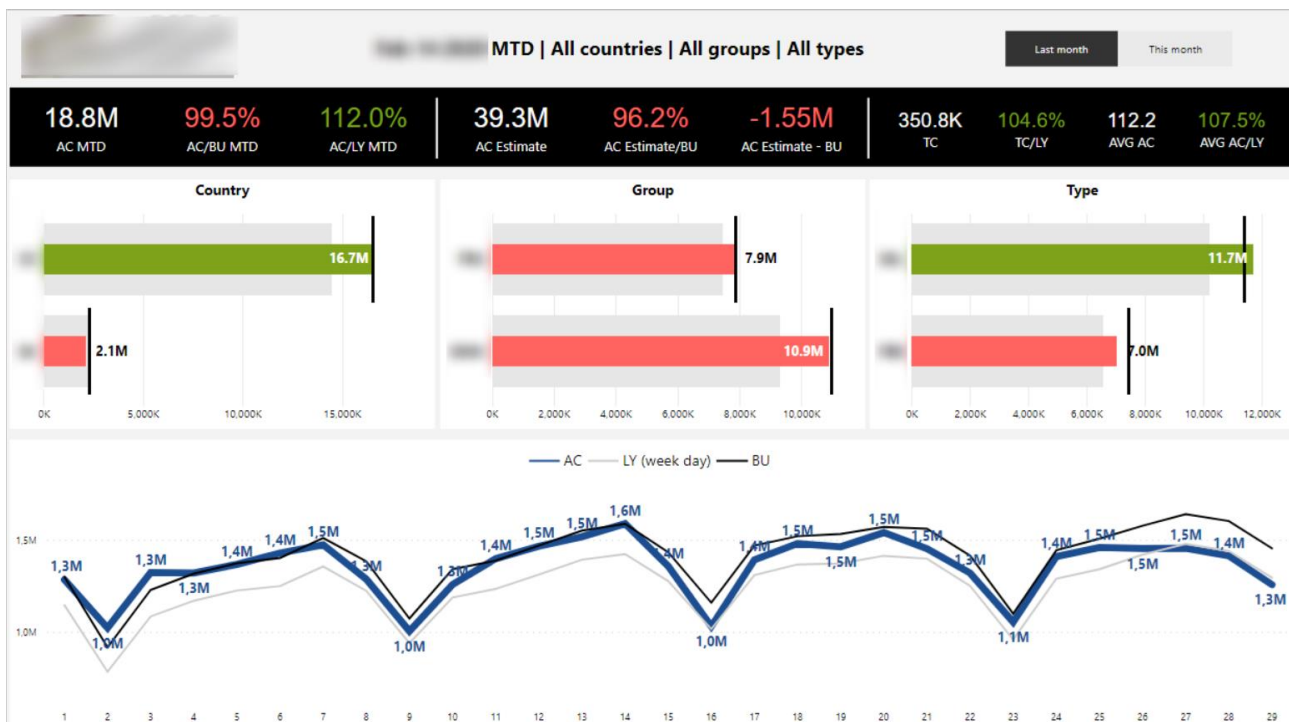 MTD | All countries | All groups | All types
Last month This month
18.8M 99.5% 112.0% 39.3M 96.2% -1.55M 350.8K 104.6% 112.2 107.5%
AC MTD AC/BU MTD AC/LY MTD AC Estimate AC Estimate/BU AC Estimate - BU TC TC/LY AVG AC AVG AC/LY
Country
16.7M
2.1M
0K 5,000K 10,000K 15,000K
Group
7.9M
10.9M
0K 2,000K 4,000K 6,000K 8,000K 10,000K
Type
11.7M
7.0M
0K 2,000K 4,000K 6,000K 8,000K 10,000K 12,000K
AC LY (week day) BU
1,5M
1,0M
1,3M 1,0M 1,3M 1,3M 1,4M 1,4M 1,5M 1,3M 1,0M 1,3M 1,4M 1,5M 1,5M 1,6M 1,4M 1,0M 1,4M 1,5M 1,5M 1,5M 1,5M 1,3M 1,1M 1,4M 1,5M 1,5M 1,5M 1,4M 1,3M
1 2 3 4 5 6 7 8 9 10 11 12 13 14 15 16 17 18 19 20 21 22 23 24 25 26 27 28 29